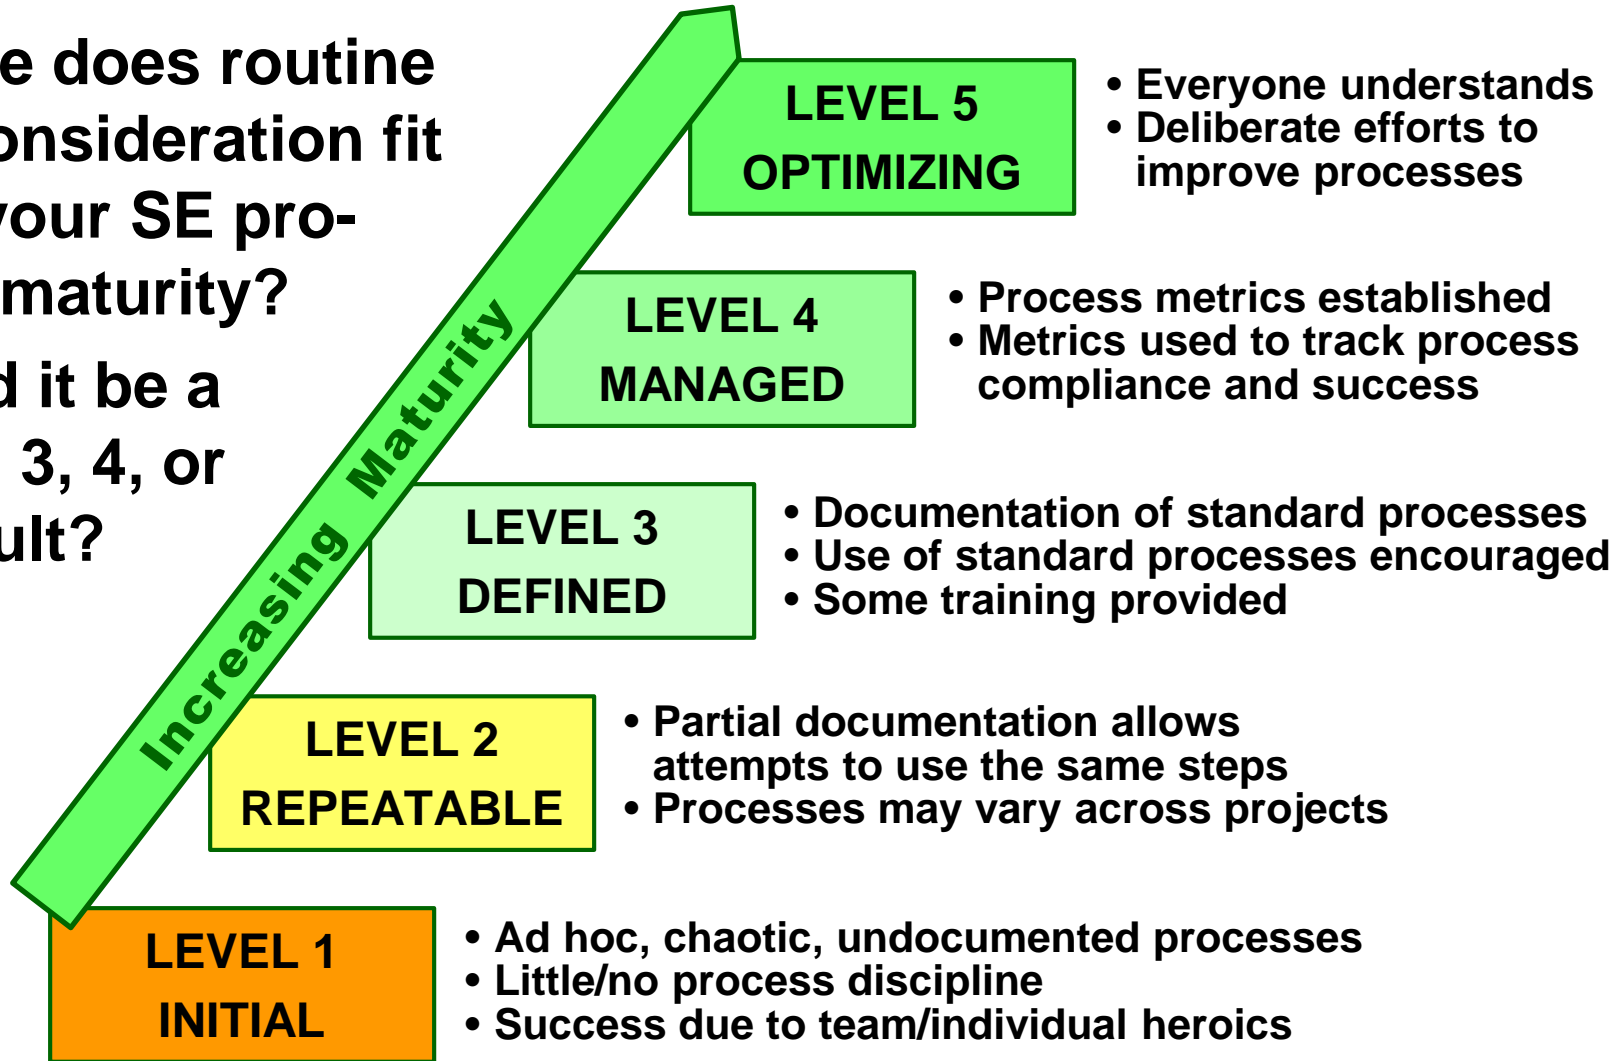 e does routine
onsideration fit
your SE pro-
maturity?
d it be a
3, 4, or
ult?
Increasing Maturity
LEVEL 5
OPTIMIZING
• Everyone understands
• Deliberate efforts to
improve processes
LEVEL 4
MANAGED
• Process metrics established
• Metrics used to track process
compliance and success
LEVEL 3
DEFINED
• Documentation of standard processes
• Use of standard processes encouraged
• Some training provided
LEVEL 2
REPEATABLE
• Partial documentation allows
attempts to use the same steps
• Processes may vary across projects
LEVEL 1
INITIAL
• Ad hoc, chaotic, undocumented processes
• Little/no process discipline
• Success due to team/individual heroics